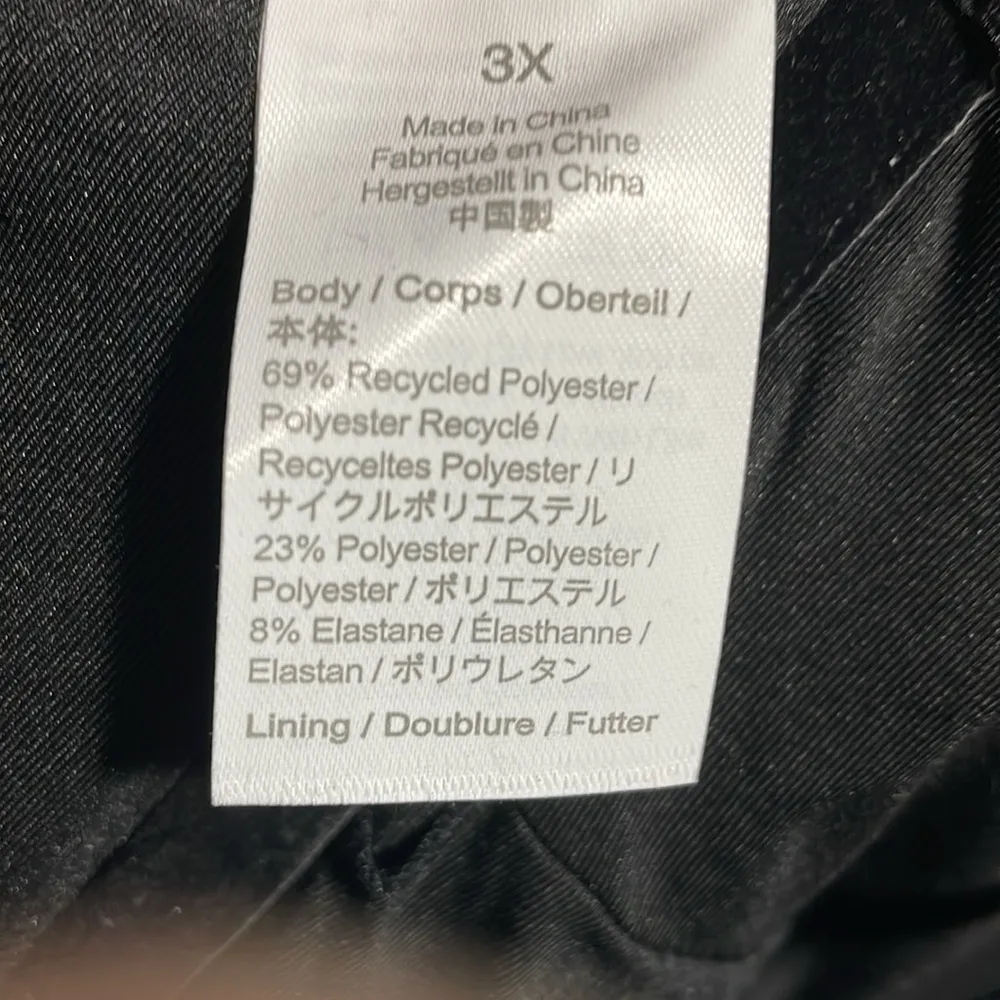 3X
Made in China
Fabriqué en Chine
Hergestellt in China
中国製
Body / Corps / Oberteil /
本体:
69% Recycled Polyester /
Polyester Recyclé /
Recyceltes Polyester / リ
サイクルポリエステル
23% Polyester / Polyester /
Polyester / ポリエステル
8% Elastane / Élasthanne /
Elastan / ポリウレタン
Lining / Doublure / Futter